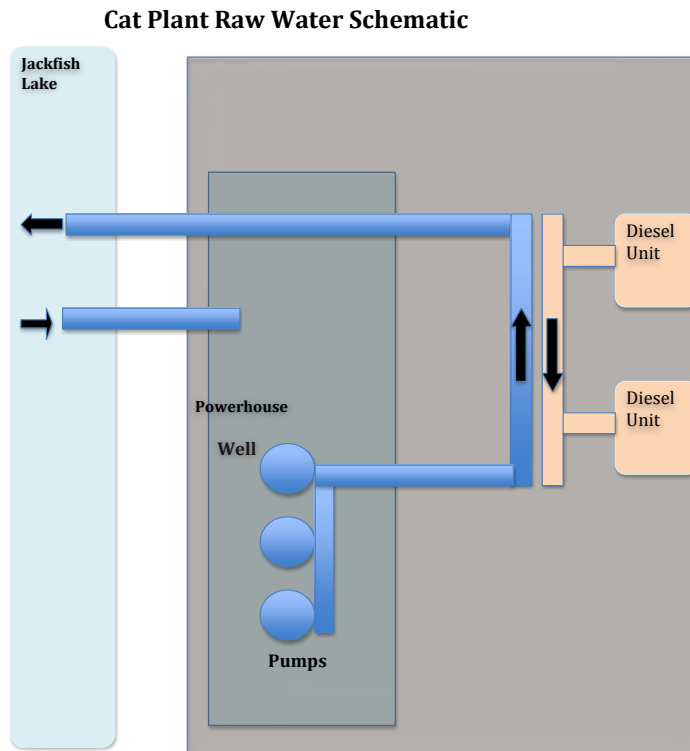 Cat Plant Raw Water Schematic
Jackfish
Lake
Diesel
Unit
Diesel
Unit
Powerhouse
Well
Pumps